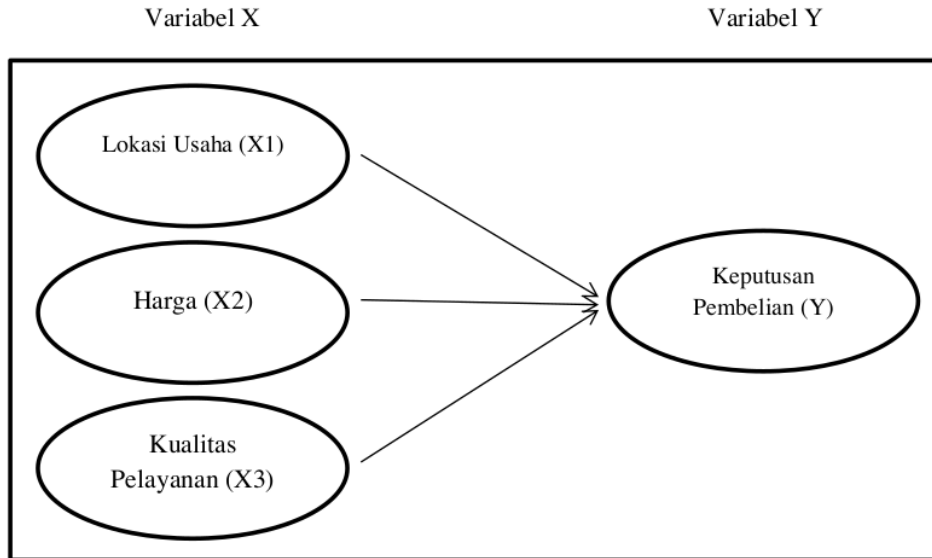 Variabel X
Variabel Y
Lokasi Usaha (X1)
Harga (X2)
Kualitas
Pelayanan (X3)
Keputusan
Pembelian (Y)